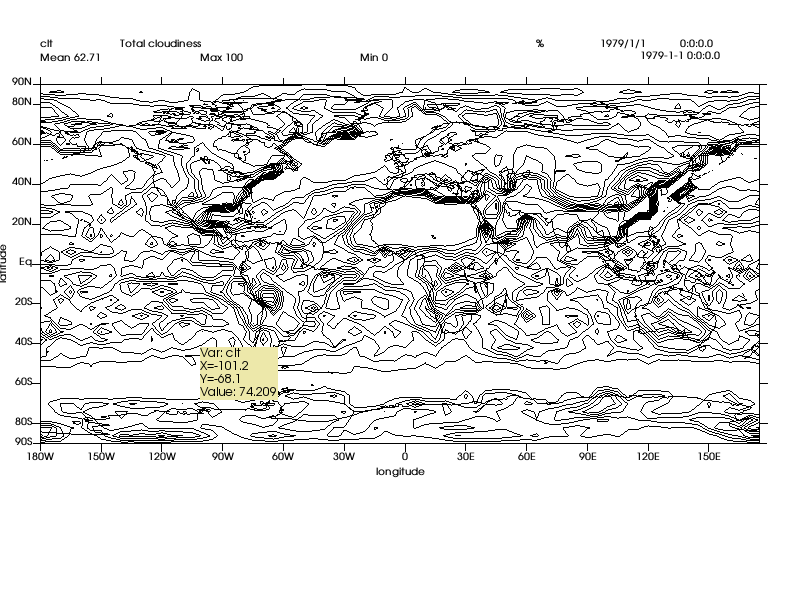 clt Total cloudiness % 1979/1/1 0:0:0.0
Mean 62.71 Max 100 Min 0 1979-1-1 0:0:0.0
90N
80N
60N
40N
20N
Eq
20S
40S
60S
80S
90S
latitude
Var: clt
X=-101.2
Y=-68.1
Value: 74.209
180W 150W 120W 90W 60W 30W 0 30E 60E 90E 120E 150E
longitude